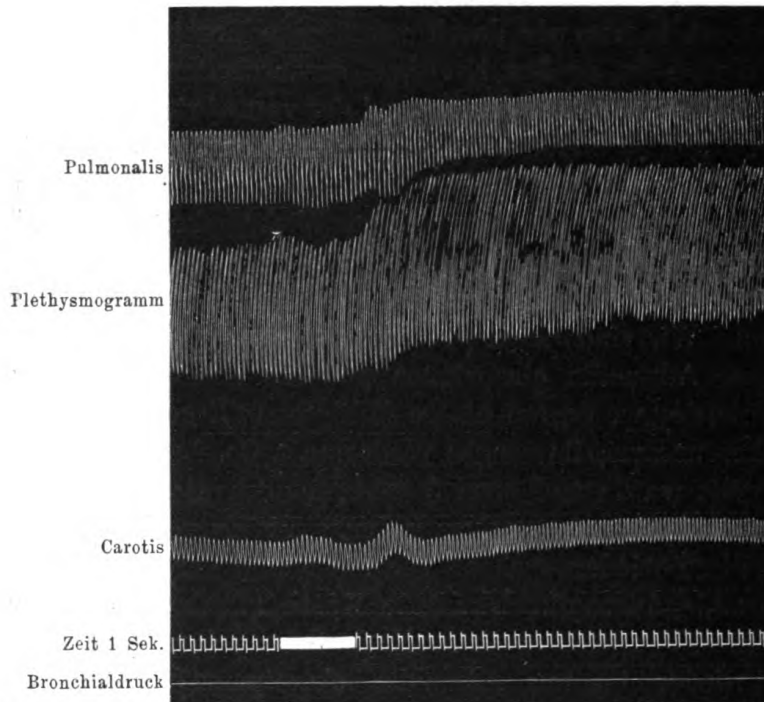 Pulmonalis
Plethysmogramm
Carotis
Zeit 1 Sek.
Bronchialdruck